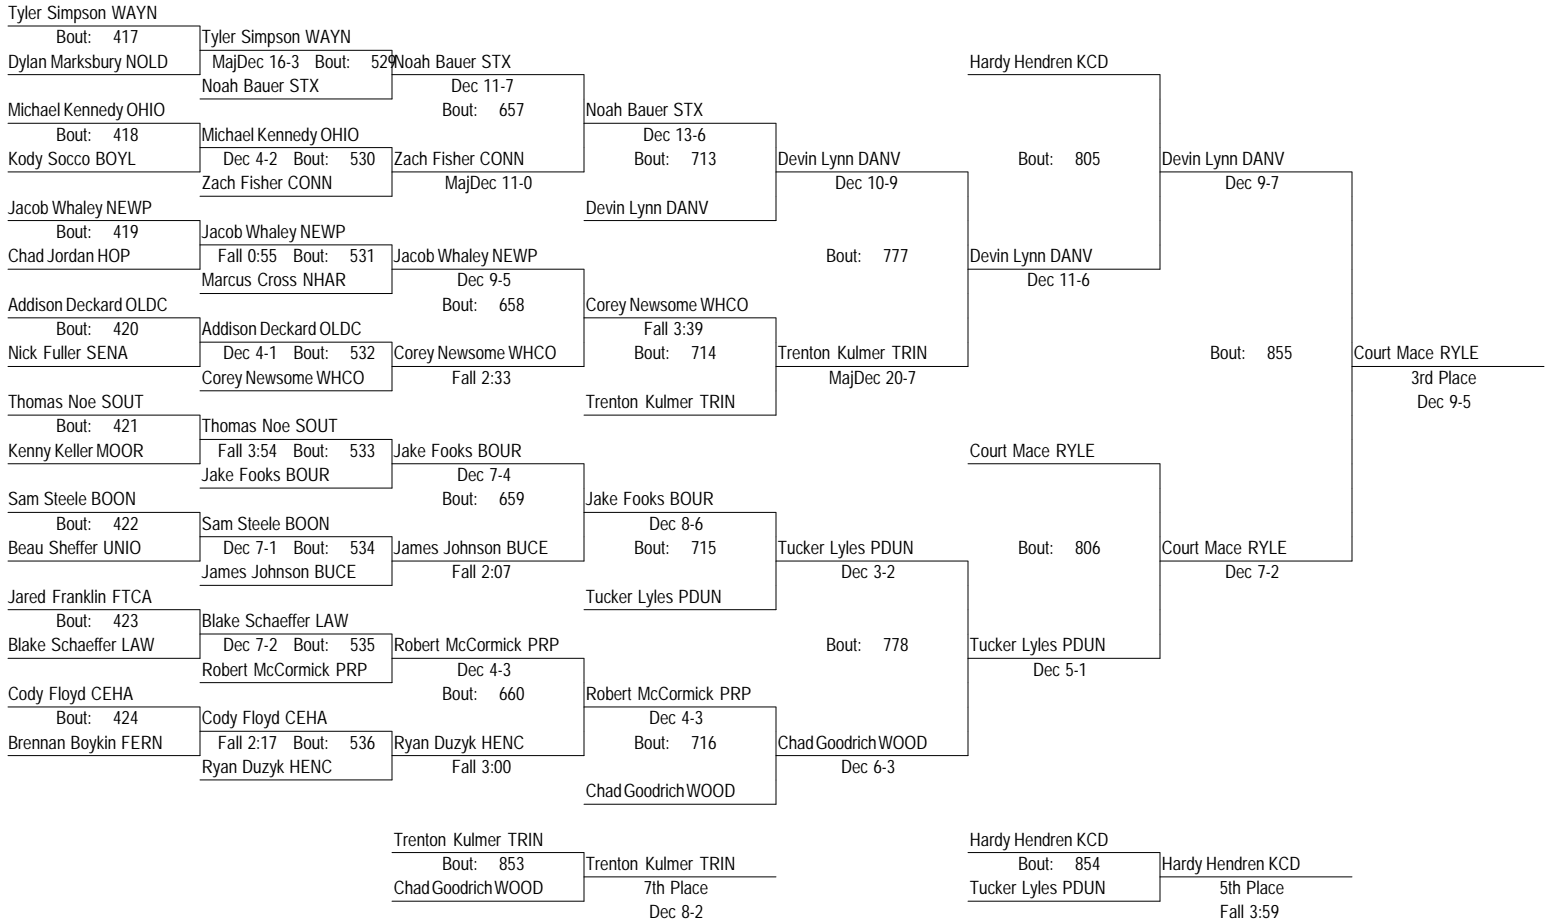 Tyler Simpson WAYN
Bout: 417 Tyler Simpson WAYN
Dylan Marksbury NOLD MajDec 16-3 Bout: 529 Noah Bauer STX Hardy Hendren KCD
Noah Bauer STX Dec 11-7
Michael Kennedy OHIO Bout: 657 Noah Bauer STX
Bout: 418 Michael Kennedy OHIO Dec 13-6
Kody Socco BOYL Dec 4-2 Bout: 530 Zach Fisher CONN Bout: 713 Devin Lynn DANV Bout: 805 Devin Lynn DANV
Zach Fisher CONN MajDec 11-0 Dec 10-9 Dec 9-7
Jacob Whaley NEWP Devin Lynn DANV
Bout: 419 Jacob Whaley NEWP
Chad Jordan HOP Fall 0:55 Bout: 531 Jacob Whaley NEWP Bout: 777 Devin Lynn DANV
Marcus Cross NHAR Dec 9-5 Dec 11-6
Addison Deckard OLDC Bout: 658 Corey Newsome WHCO
Bout: 420 Addison Deckard OLDC Fall 3:39
Nick Fuller SENA Dec 4-1 Bout: 532 Corey Newsome WHCO Bout: 714 Trenton Kulmer TRIN Bout: 855 Court Mace RYLE
Corey Newsome WHCO Fall 2:33 MajDec 20-7 3rd Place
Thomas Noe SOUT Trenton Kulmer TRIN Dec 9-5
Bout: 421 Thomas Noe SOUT
Kenny Keller MOOR Fall 3:54 Bout: 533 Jake Fooks BOUR Court Mace RYLE
Jake Fooks BOUR Dec 7-4
Sam Steele BOON Bout: 659 Jake Fooks BOUR
Bout: 422 Sam Steele BOON Dec 8-6
Beau Sheffer UNIO Dec 7-1 Bout: 534 James Johnson BUCE Bout: 715 Tucker Lyles PDUN Bout: 806 Court Mace RYLE
James Johnson BUCE Fall 2:07 Dec 3-2 Dec 7-2
Jared Franklin FTCA Tucker Lyles PDUN
Bout: 423 Blake Schaeffer LAW
Blake Schaeffer LAW Dec 7-2 Bout: 535 Robert McCormick PRP Bout: 778 Tucker Lyles PDUN
Robert McCormick PRP Dec 4-3 Dec 5-1
Cody Floyd CEHA Bout: 660 Robert McCormick PRP
Bout: 424 Cody Floyd CEHA Dec 4-3
Brennan Boykin FERN Fall 2:17 Bout: 536 Ryan Duzyk HENC Bout: 716 Chad Goodrich WOOD
Ryan Duzyk HENC Fall 3:00 Dec 6-3
Chad Goodrich WOOD
Trenton Kulmer TRIN Hardy Hendren KCD
Bout: 853 Trenton Kulmer TRIN Bout: 854 Hardy Hendren KCD
Chad Goodrich WOOD 7th Place Tucker Lyles PDUN 5th Place
Dec 8-2 Fall 3:59